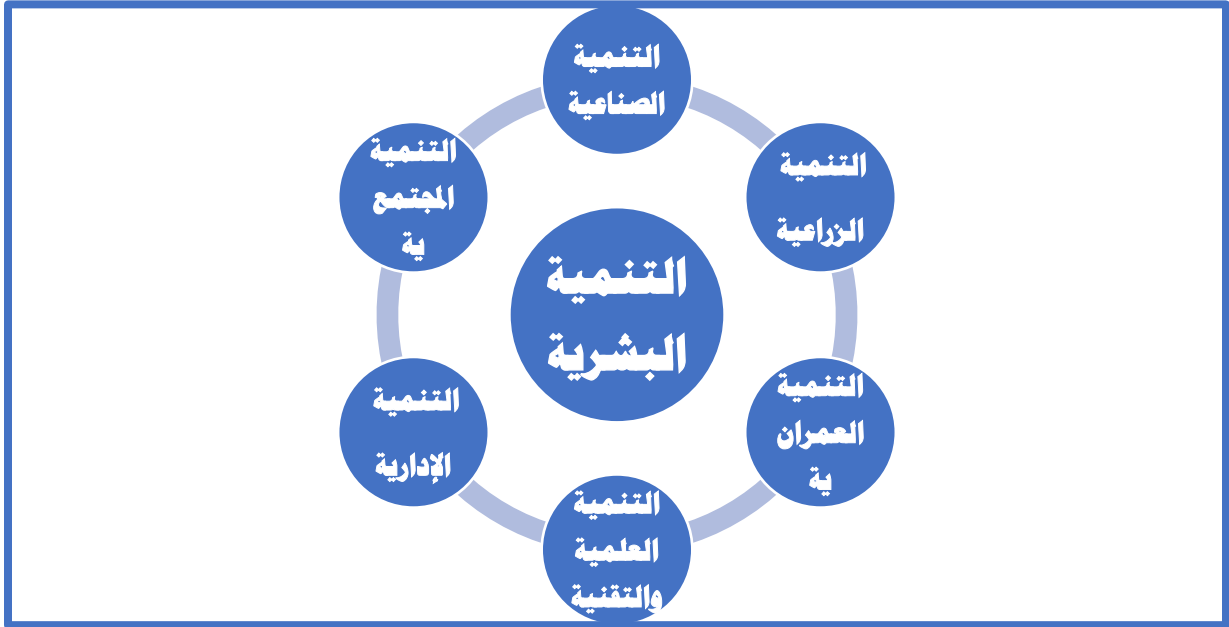 التنمية
الصناعية
التنمية
الزراعية
التنمية
العمران
ية
التنمية
العلمية
والتقنية
التنمية
الإدارية
التنمية
المجتمع
ية
التنمية
البشرية